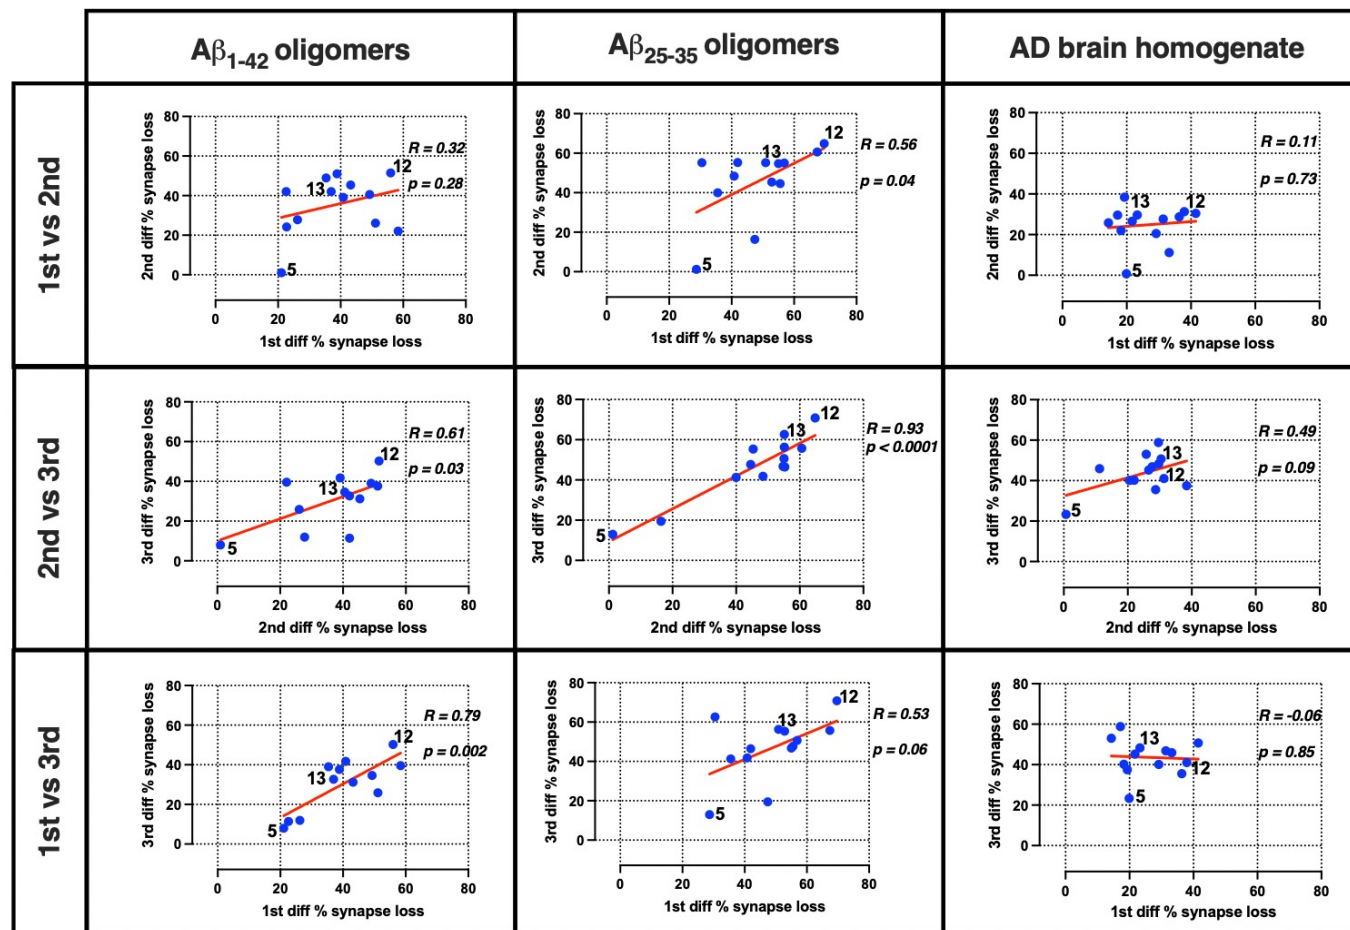 Aβ1-42 oligomers
Aβ25-35 oligomers
AD brain homogenate
1st vs 2nd
2nd diff % synapse loss
80
60
40
20
0
R = 0.32
p = 0.28
12
13
5
0 20 40 60 80
1st diff % synapse loss
2nd diff % synapse loss
80
60
40
20
0
12
13
R = 0.56
p = 0.04
5
0 20 40 60 80
1st diff % synapse loss
2nd diff % synapse loss
80
60
40
20
0
R = 0.11
p = 0.73
13
12
5
0 20 40 60 80
1st diff % synapse loss
2nd vs 3rd
3rd diff % synapse loss
80
60
40
20
0
R = 0.61
p = 0.03
12
13
5
0 20 40 60 80
2nd diff % synapse loss
3rd diff % synapse loss
80
60
40
20
0
12
13
R = 0.93
p < 0.0001
5
0 20 40 60 80
2nd diff % synapse loss
3rd diff % synapse loss
80
60
40
20
0
R = 0.49
p = 0.09
13
12
5
0 20 40 60 80
2nd diff % synapse loss
1st vs 3rd
3rd diff % synapse loss
80
60
40
20
0
R = 0.79
p = 0.002
12
13
5
0 20 40 60 80
1st diff % synapse loss
3rd diff % synapse loss
80
60
40
20
0
12
13
R = 0.53
p = 0.06
5
0 20 40 60 80
1st diff % synapse loss
3rd diff % synapse loss
80
60
40
20
0
R = -0.06
p = 0.85
13
12
5
0 20 40 60 80
1st diff % synapse loss